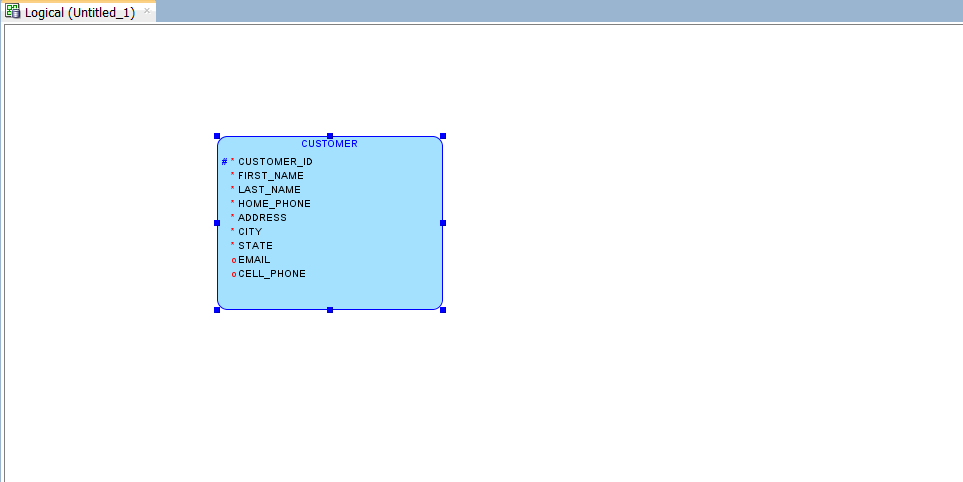 Logical (Untitled_1)
CUSTOMER
# * CUSTOMER_ID
* FIRST_NAME
* LAST_NAME
* HOME_PHONE
* ADDRESS
* CITY
* STATE
o EMAIL
o CELL_PHONE